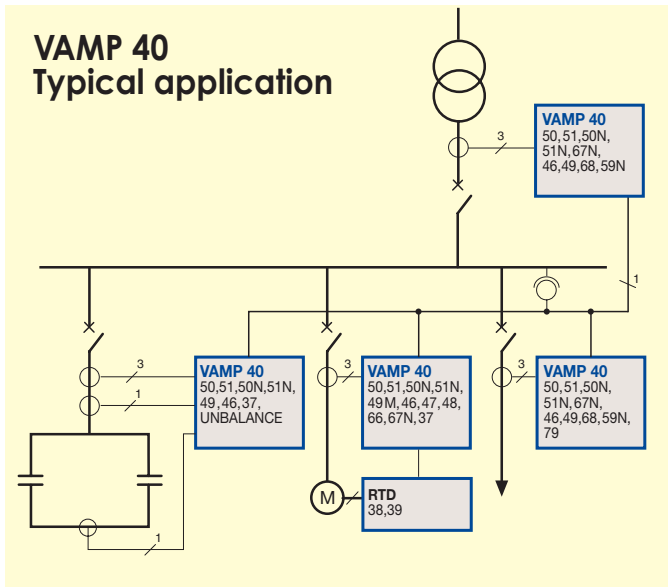 VAMP 40
Typical application
VAMP 40
50,51,50N,
51N,67N,
46,49,68,59N
3
1
3
1
VAMP 40
50,51,50N,51N,
49,46,37,
UNBALANCE
1
3
VAMP 40
50,51,50N,51N,
49M,46,47,48,
66,67N,37
M
RTD
38,39
3
VAMP 40
50,51,50N,
51N,67N,
46,49,68,59N,
79